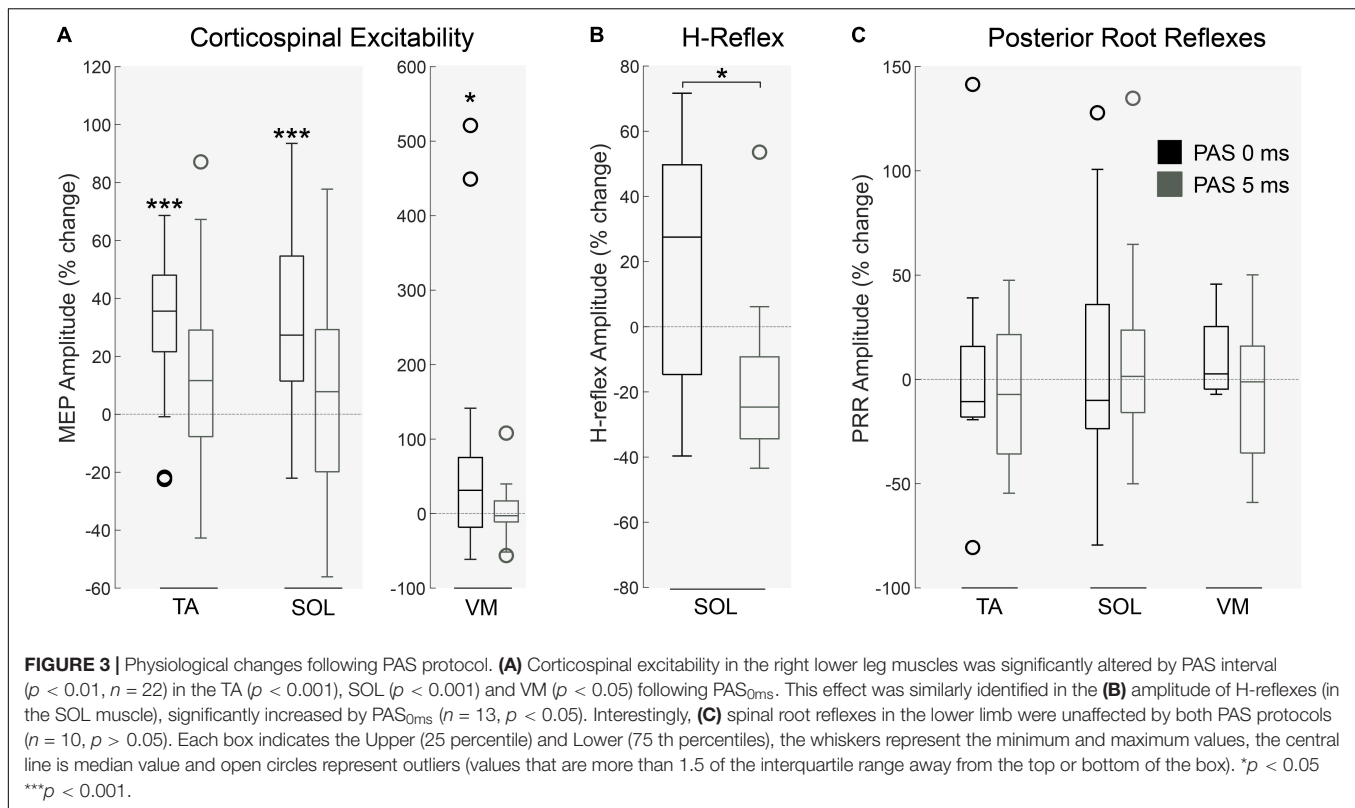 A Corticospinal Excitability
120
100
80
60
40
20
0
-20
-40
-60
MEP Amplitude (% change)
***
***
TA
SOL
600
500
400
300
200
100
0
-100
*
VM
B H-Reflex
80
60
40
20
0
-20
-40
-60
-80
H-reflex Amplitude (% change)
*
SOL
C Posterior Root Reflexes
150
100
50
0
-50
-100
PRR Amplitude (% change)
PAS 0 ms
PAS 5 ms
TA
SOL
VM
FIGURE 3 | Physiological changes following PAS protocol. (A) Corticospinal excitability in the right lower leg muscles was significantly altered by PAS interval
(p < 0.01, n = 22) in the TA (p < 0.001), SOL (p < 0.001) and VM (p < 0.05) following PAS0ms. This effect was similarly identified in the (B) amplitude of H-reflexes (in
the SOL muscle), significantly increased by PAS0ms (n = 13, p < 0.05). Interestingly, (C) spinal root reflexes in the lower limb were unaffected by both PAS protocols
(n = 10, p > 0.05). Each box indicates the Upper (25 percentile) and Lower (75 th percentiles), the whiskers represent the minimum and maximum values, the central
line is median value and open circles represent outliers (values that are more than 1.5 of the interquartile range away from the top or bottom of the box). *p < 0.05
***p < 0.001.